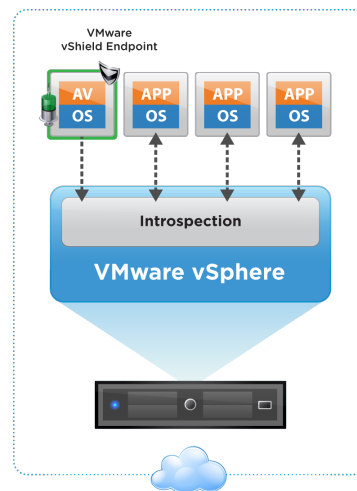 VMware
vShield Endpoint
AV
OS
APP
OS
APP
OS
APP
OS
Introspection
VMware vSphere